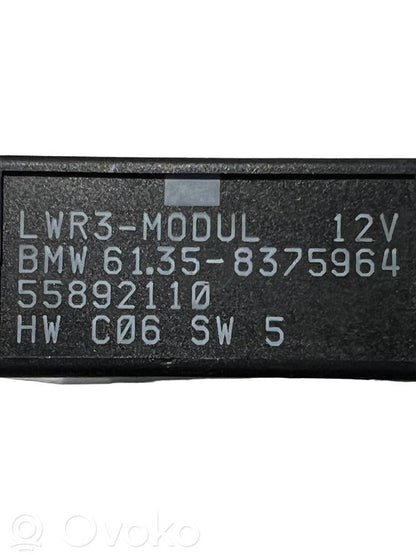 LWR3-MODUL 12V
BMW 61.35-8375964
55892110
HW C06 SW 5
Ovoko